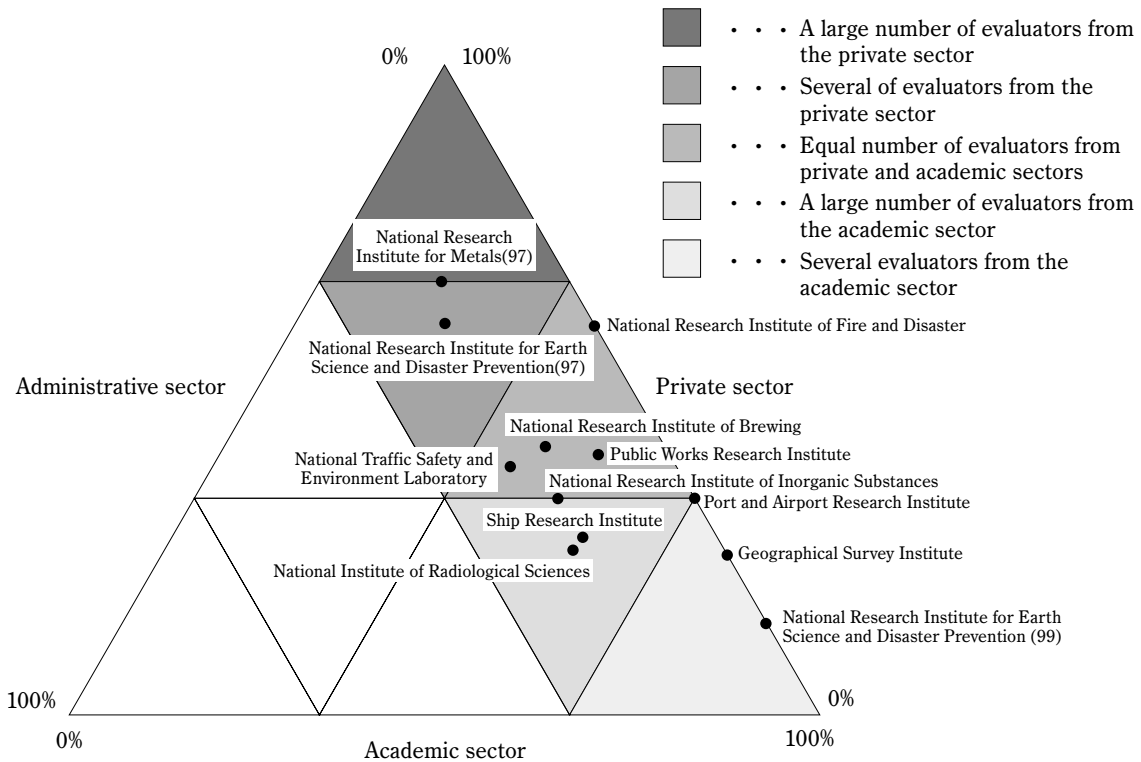 · · · A large number of evaluators from
the private sector
· · · Several of evaluators from the
private sector
· · · Equal number of evaluators from
private and academic sectors
· · · A large number of evaluators from
the academic sector
· · · Several evaluators from the
academic sector
0% 100%
National Research
Institute for Metals(97)
National Research Institute of Fire and Disaster
National Research Institute for Earth
Science and Disaster Prevention(97)
Administrative sector
Private sector
National Research Institute of Brewing
Public Works Research Institute
National Traffic Safety and
Environment Laboratory
National Research Institute of Inorganic Substances
Port and Airport Research Institute
Ship Research Institute
Geographical Survey Institute
National Institute of Radiological Sciences
National Research Institute for Earth
Science and Disaster Prevention (99)
100%
0%
0%
100%
Academic sector